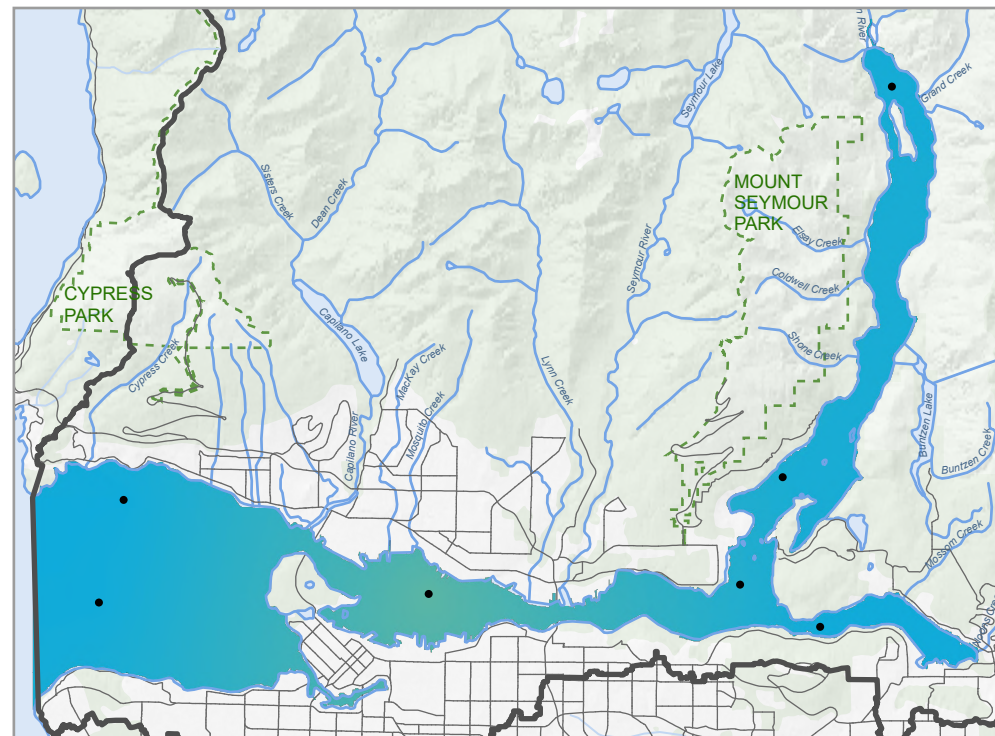 River
Grand Creek
Seymour Lake
MOUNT
SEYMOUR
PARK
Elsay Creek
Coldwell Creek
Shone Creek
Sisters Creek
Dean Creek
Seymour River
CYPRESS
PARK
Cypress Creek
Capilano Lake
MacKay Creek
Mosquito Creek
Capilano River
Lynn Creek
Buntzen Lake
Buntzen Creek
Mossom Creek